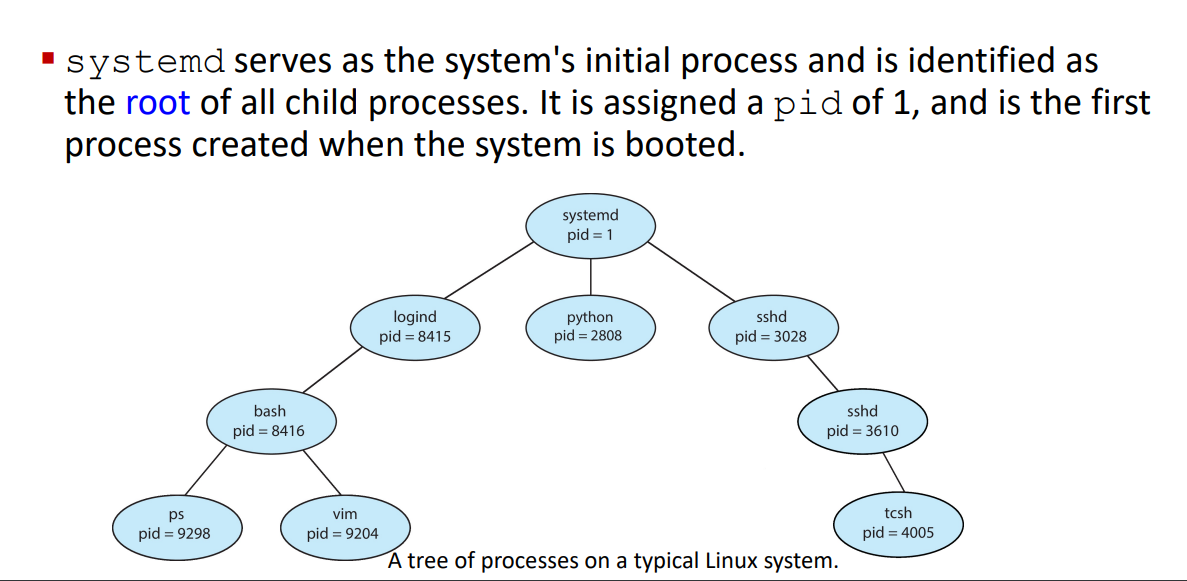 ▪ systemd serves as the system's initial process and is identified as
the root of all child processes. It is assigned a pid of 1, and is the first
process created when the system is booted.
systemd
pid = 1
logind
pid = 8415
python
pid = 2808
sshd
pid = 3028
bash
pid = 8416
sshd
pid = 3610
ps
pid = 9298
vim
pid = 9204
tcsh
pid = 4005
A tree of processes on a typical Linux system.